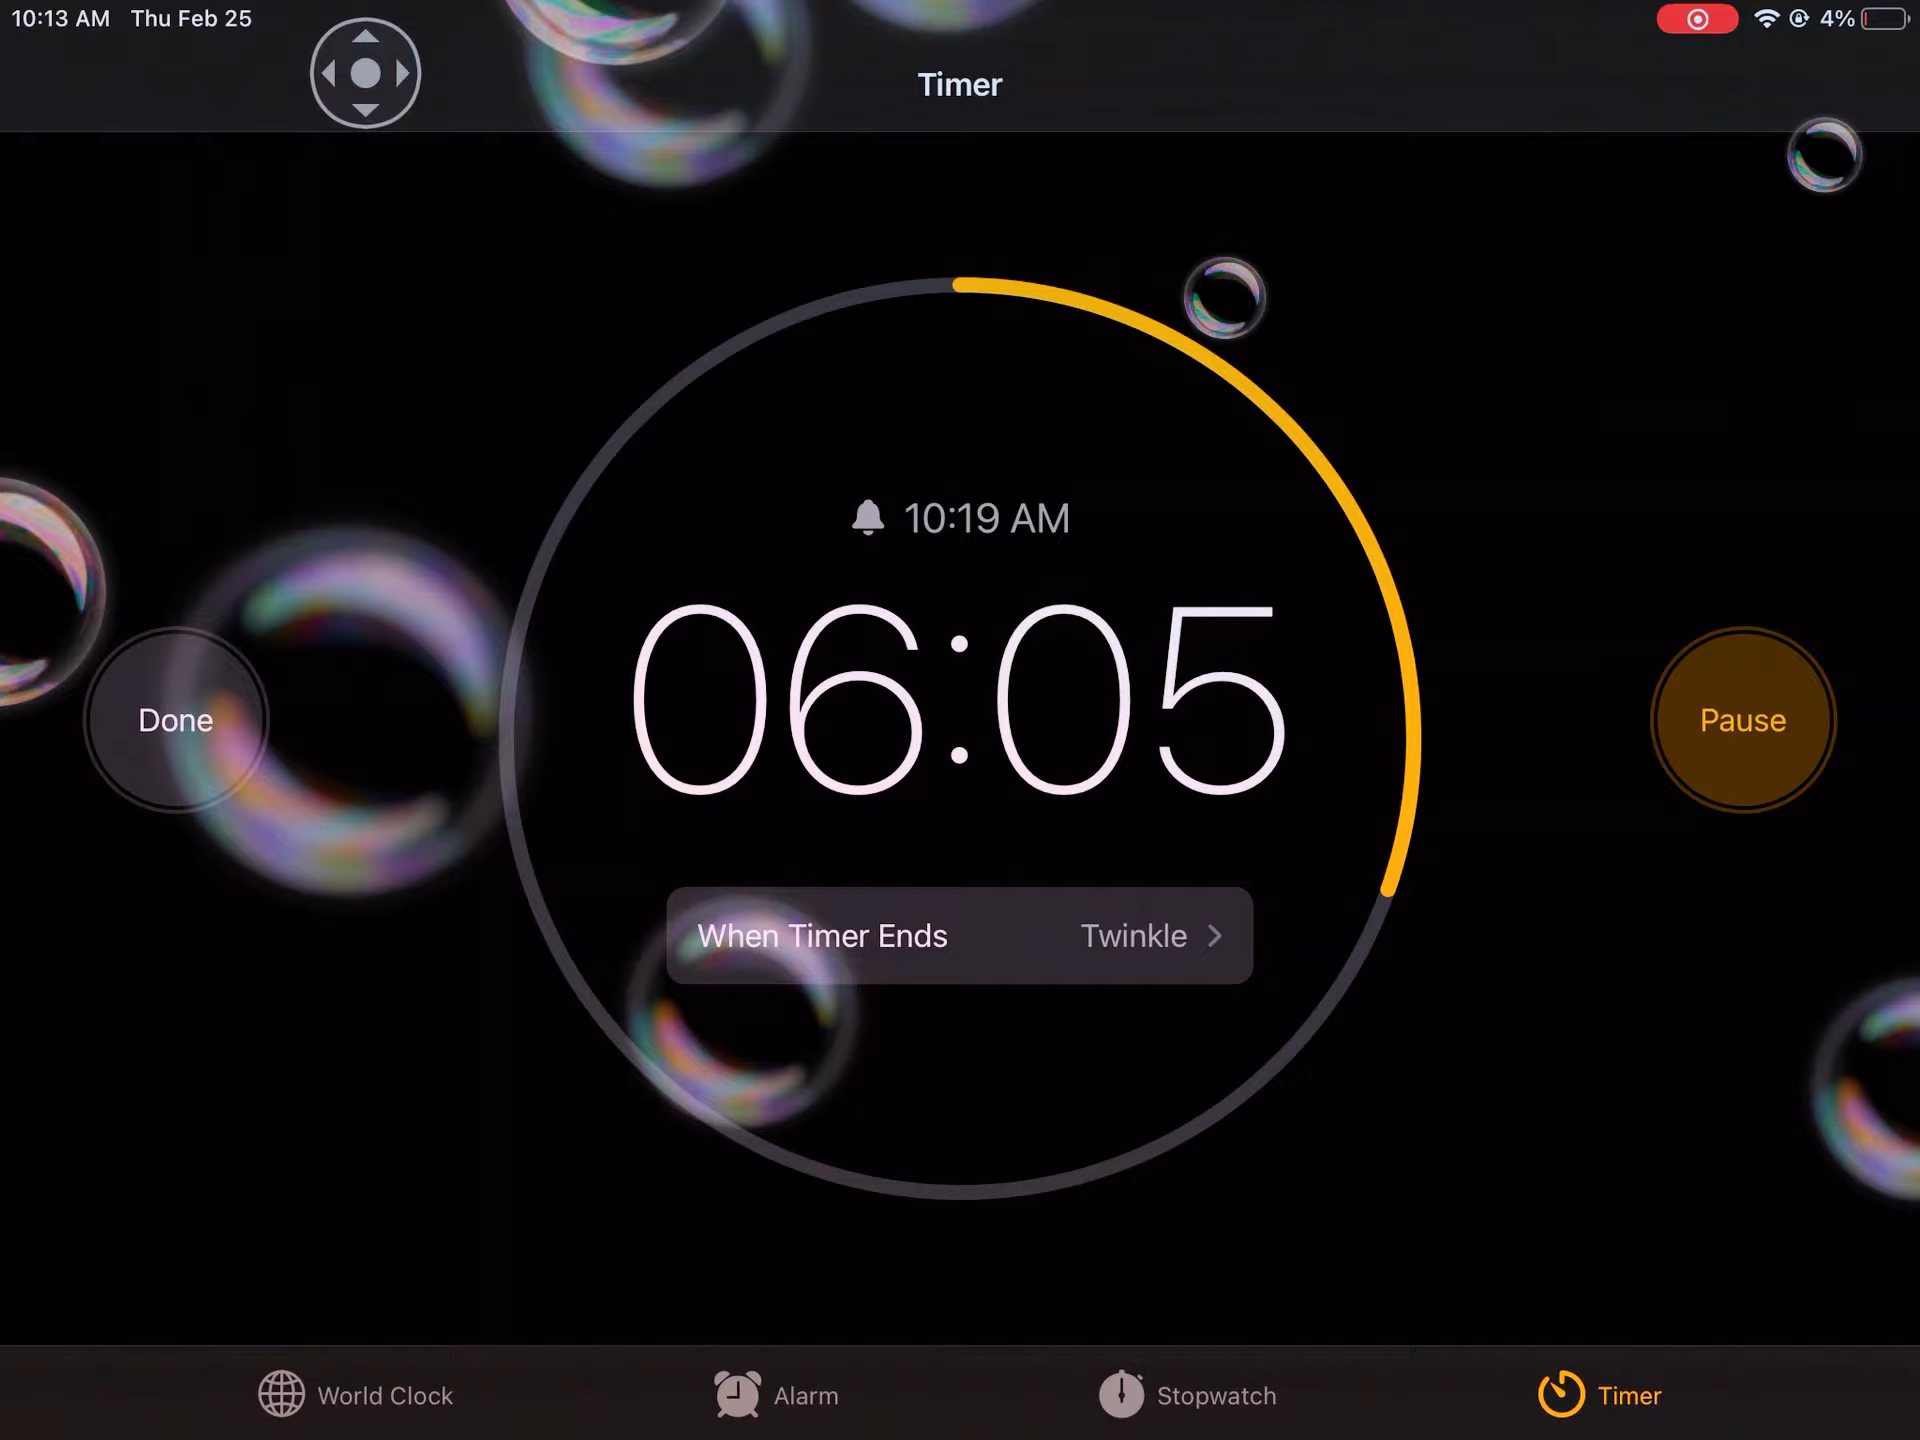 10:13 AM Thu Feb 25
4%
Timer
10:19 AM
06:05
Done
Pause
When Timer Ends Twinkle
World Clock
Alarm
Stopwatch
Timer